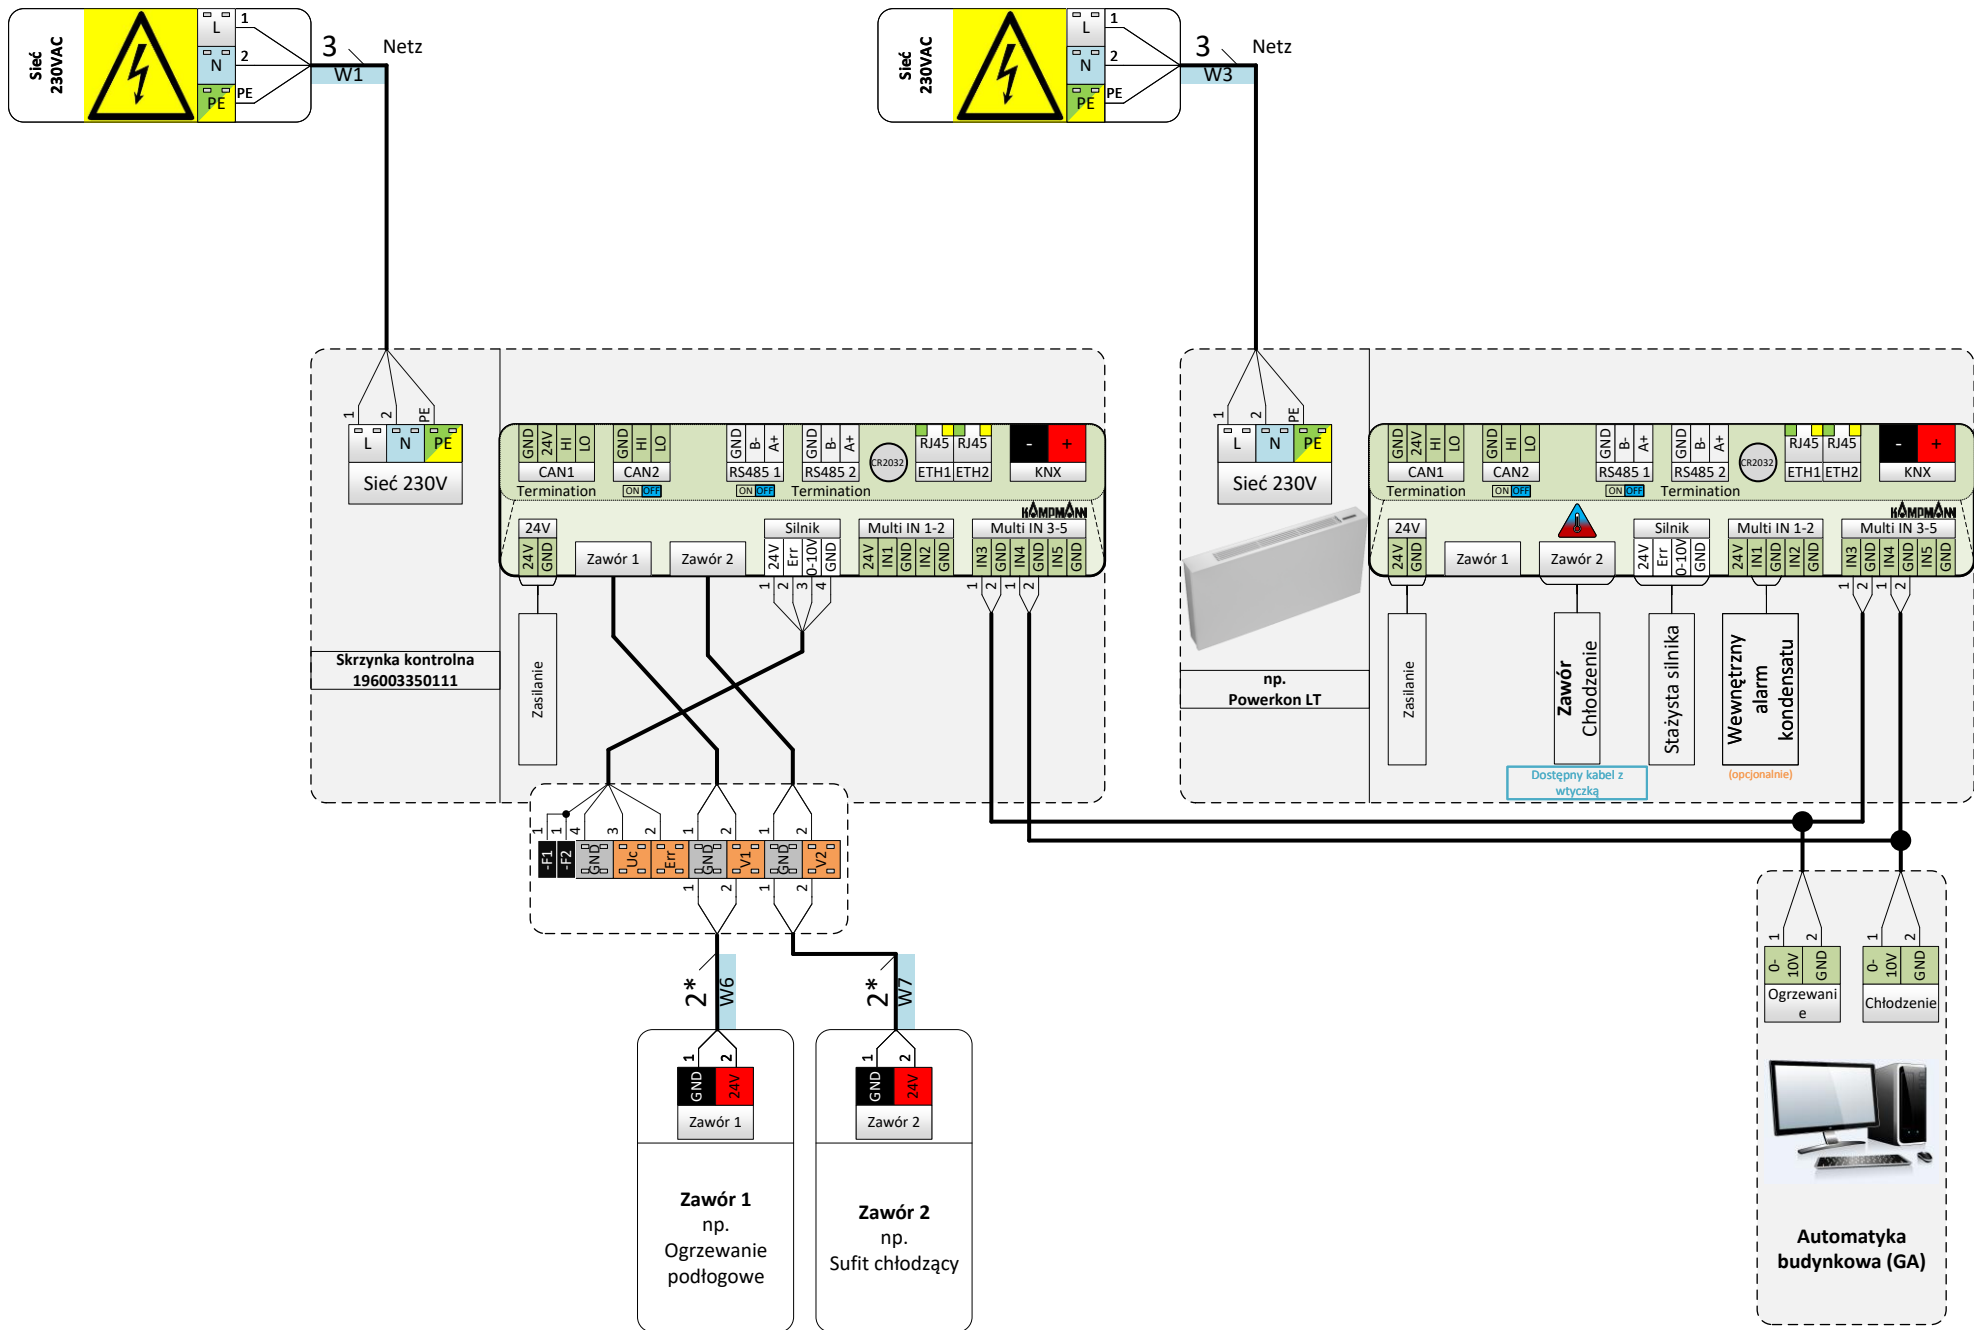 Sieć
230VAC
L
N
PE
1
2
PE
3
Netz
W1
Sieć
230VAC
L
N
PE
1
2
PE
3
Netz
W3
1
2
PE
L
N
PE
Sieć 230V
GND
24V
HI
LO
CAN1
GND
HI
LO
CAN2
GND
B-
A+
RS485 1
GND
B-
A+
RS485 2
CR2032
RJ45
RJ45
ETH1
ETH2
-
+
KNX
Termination
ON
OFF
ON
OFF
Termination
KAMPMANN
24V
24V
GND
Zawór 1
Zawór 2
Silnik
24V
Err
0-10V
GND
Multi IN 1-2
24V
IN1
GND
IN2
GND
Multi IN 3-5
IN3
GND
IN4
GND
IN5
GND
1
2
3
4
1
2
1
2
Zasilanie
Skrzynka kontrolna
196003350111
1
2
PE
L
N
PE
Sieć 230V
GND
24V
HI
LO
CAN1
GND
HI
LO
CAN2
GND
B-
A+
RS485 1
GND
B-
A+
RS485 2
CR2032
RJ45
RJ45
ETH1
ETH2
-
+
KNX
Termination
ON
OFF
ON
OFF
Termination
KAMPMANN
24V
24V
GND
Zawór 1
Zawór 2
Silnik
24V
Err
0-10V
GND
Multi IN 1-2
24V
IN1
GND
IN2
GND
Multi IN 3-5
IN3
GND
IN4
GND
IN5
GND
1
2
1
2
np.
Powerkon LT
Zasilanie
Zawór
Chłodzenie
Stażysta silnika
Wewnętrzny
alarm
kondensatu
Dostępny kabel z
wtyczką
(opcjonalnie)
1
1
4
3
2
1
2
1
2
-F1
-F2
GND
Uc
Err
GND
V1
GND
V2
1
2
1
2
2*
W6
2*
W7
1
2
GND
24V
Zawór 1
Zawór 1
np.
Ogrzewanie
podłogowe
1
2
GND
24V
Zawór 2
Zawór 2
np.
Sufit chłodzący
1
2
0-
10V
GND
Ogrzewani
e
1
2
0-
10V
GND
Chłodzenie
Automatyka
budynkowa (GA)